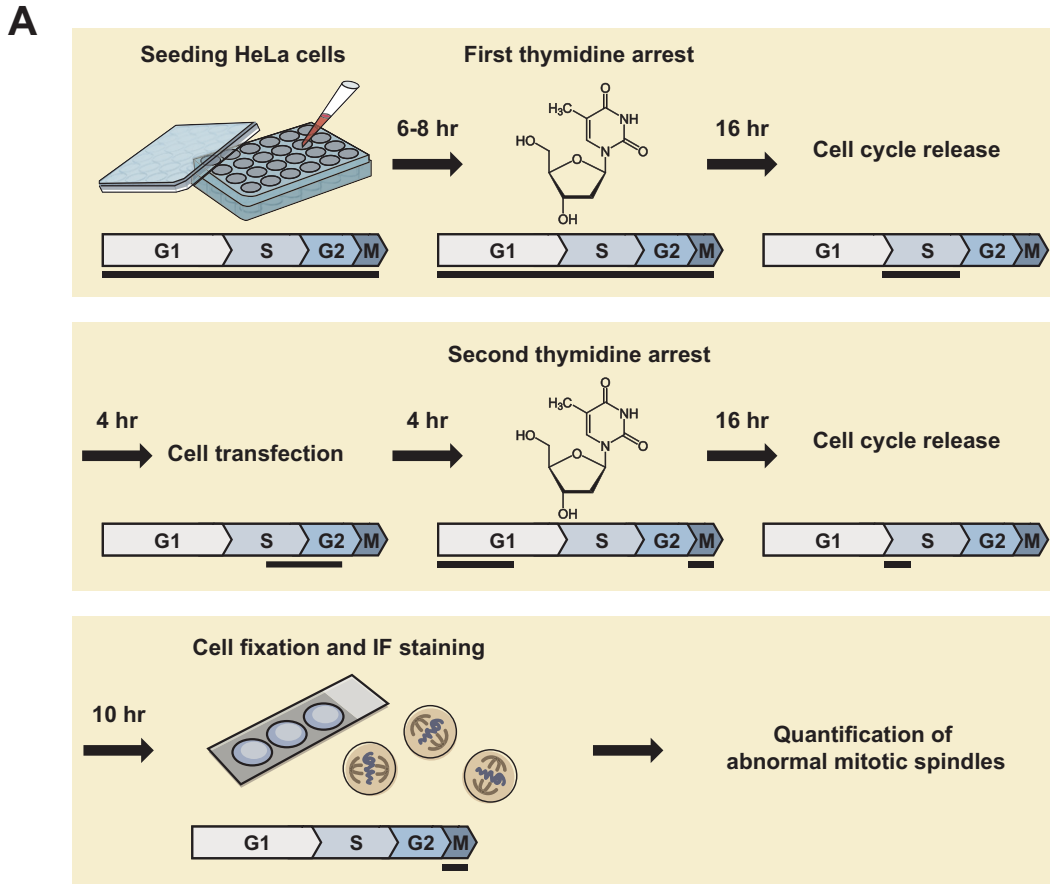 A
Seeding HeLa cells
First thymidine arrest
6-8 hr
16 hr
Cell cycle release
O
H₃C
NH
HO
N
O
O
OH
G1 S G2 M
G1 S G2 M
G1 S G2 M
Second thymidine arrest
4 hr
Cell transfection
4 hr
16 hr
Cell cycle release
O
H₃C
NH
HO
N
O
O
OH
G1 S G2 M
G1 S G2 M
G1 S G2 M
Cell fixation and IF staining
10 hr
Quantification of
abnormal mitotic spindles
G1 S G2 M